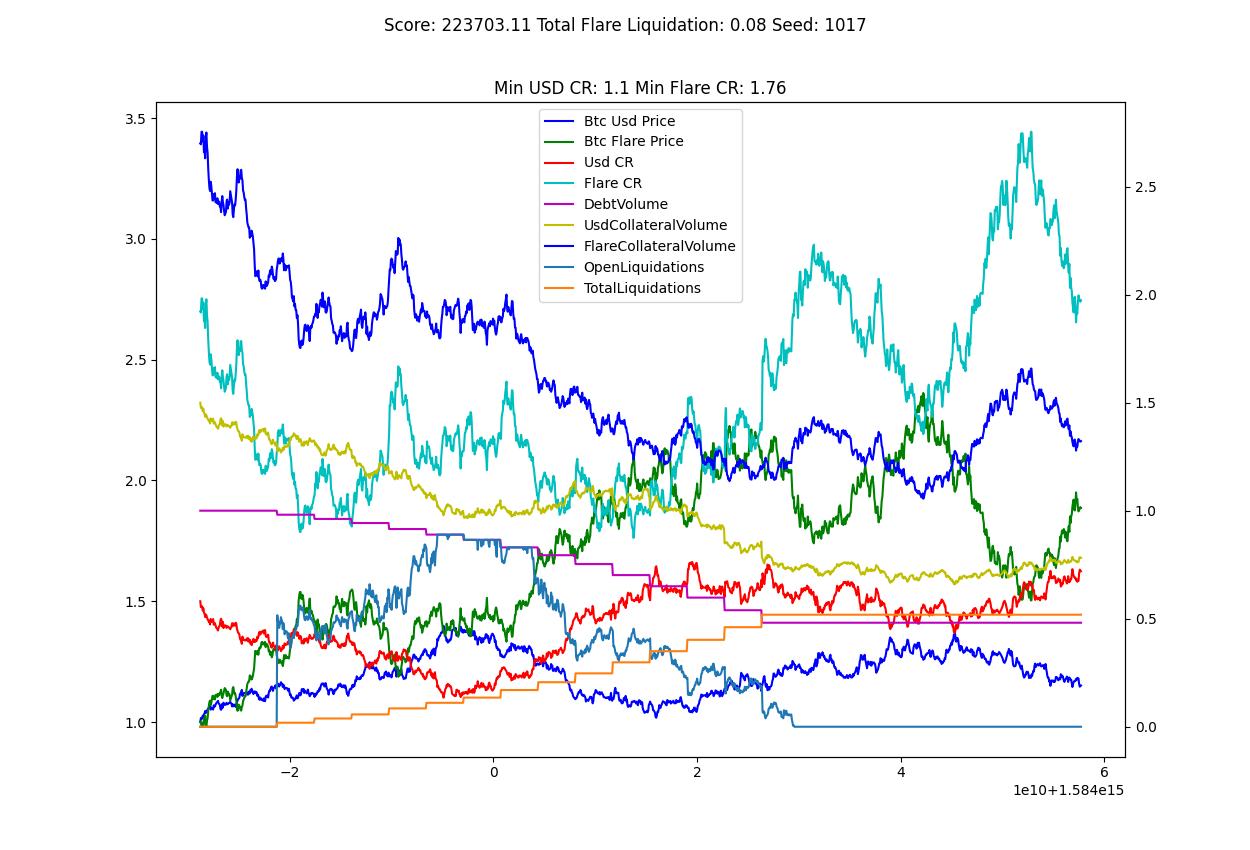 Score: 223703.11 Total Flare Liquidation: 0.08 Seed: 1017
Min USD CR: 1.1 Min Flare CR: 1.76
Btc Usd Price
Btc Flare Price
Usd CR
Flare CR
DebtVolume
UsdCollateralVolume
FlareCollateralVolume
OpenLiquidations
TotalLiquidations
3.5
3.0
2.5
2.0
1.5
1.0
2.5
2.0
1.5
1.0
0.5
0.0
−2
0
2
4
6
1e10+1.584e15